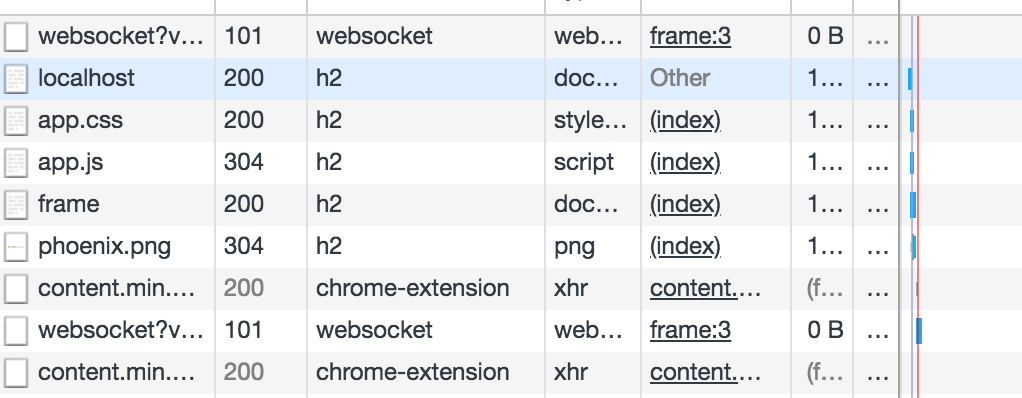 websocket?v... 101 websocket web... frame:3 0 B ...
localhost 200 h2 doc... Other 1... ...
app.css 200 h2 style... (index) 1... ...
app.js 304 h2 script (index) 1... ...
frame 200 h2 doc... (index) 1... ...
phoenix.png 304 h2 png (index) 1... ...
content.min.... 200 chrome-extension xhr content.... (f... ...
websocket?v... 101 websocket web... frame:3 0 B ...
content.min.... 200 chrome-extension xhr content.... (f... ...